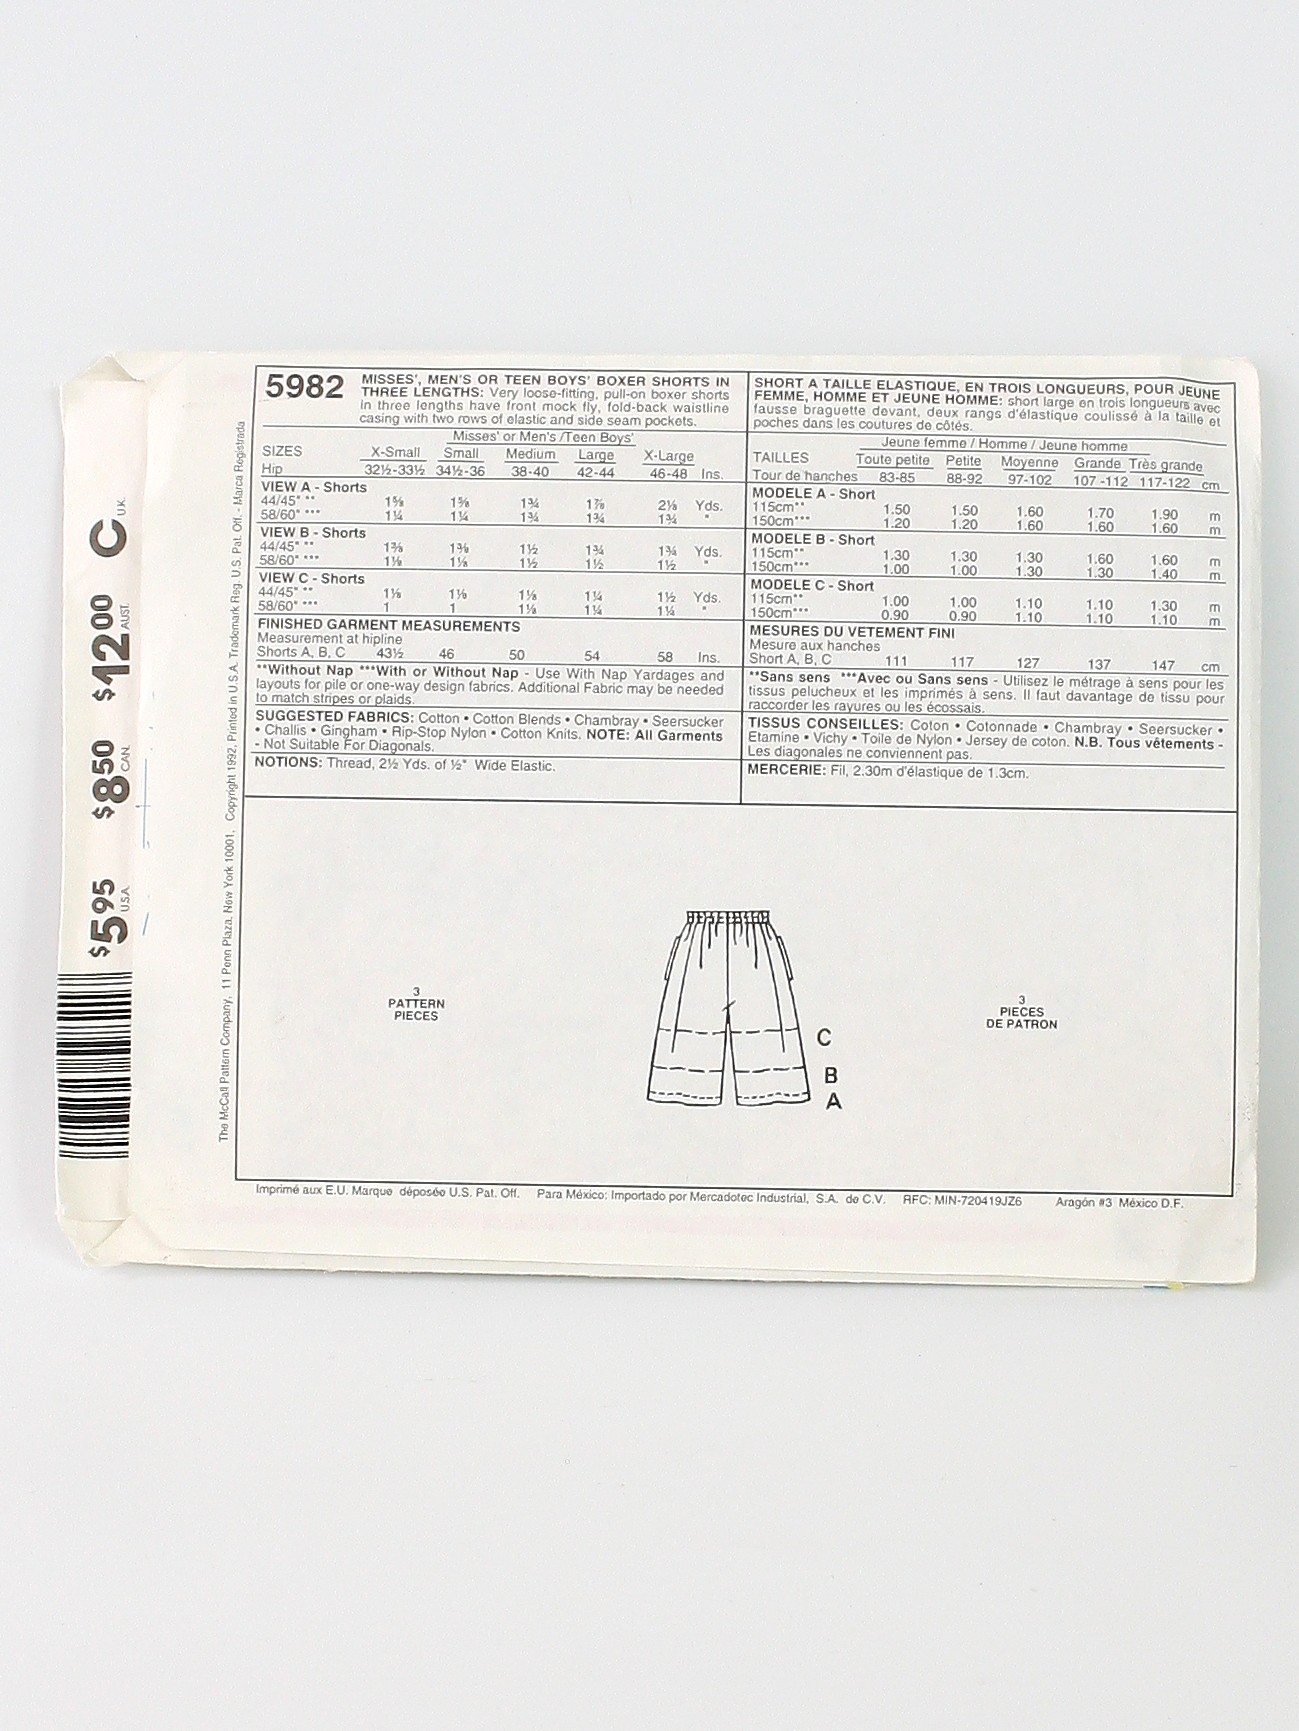 5982
MISSES', MEN'S OR TEEN BOYS' BOXER SHORTS IN
THREE LENGTHS: Very loose-fitting, pull-on boxer shorts
in three lengths have front mock fly, fold-back waistline
casing with two rows of elastic and side seam pockets.
Misses' or Men's /Teen Boys'
SIZES X-Small Small Medium Large X-Large
Hip 32½-33½ 34½-36 38-40 42-44 46-48 Ins.
VIEW A - Shorts
44/45" ** 1⅝ 1⅝ 1¾ 1⅞ 2⅛ Yds.
58/60" *** 1¼ 1¼ 1¾ 1¾ 1¾ "
VIEW B - Shorts
44/45" ** 1⅜ 1⅜ 1½ 1¾ 1¾ Yds.
58/60" *** 1⅛ 1⅛ 1½ 1½ 1½ "
VIEW C - Shorts
44/45" ** 1⅛ 1⅛ 1⅛ 1¼ 1½ Yds.
58/60" *** 1 1 1⅛ 1¼ 1¼ "
FINISHED GARMENT MEASUREMENTS
Measurement at hipline
Shorts A, B, C 43½ 46 50 54 58 Ins.
**Without Nap ***With or Without Nap - Use With Nap Yardages and
layouts for pile or one-way design fabrics. Additional Fabric may be needed
to match stripes or plaids.
SUGGESTED FABRICS: Cotton • Cotton Blends • Chambray • Seersucker
• Challis • Gingham • Rip-Stop Nylon • Cotton Knits. NOTE: All Garments
- Not Suitable For Diagonals.
NOTIONS: Thread, 2½ Yds. of ½" Wide Elastic.
SHORT A TAILLE ELASTIQUE, EN TROIS LONGUEURS, POUR JEUNE
FEMME, HOMME ET JEUNE HOMME: short large en trois longueurs avec
fausse braguette devant, deux rangs d'élastique coulissé à la taille et
poches dans les coutures de côtés.
Jeune femme / Homme / Jeune homme
TAILLES Toute petite Petite Moyenne Grande Très grande
Tour de hanches 83-85 88-92 97-102 107 -112 117-122 cm
MODELE A - Short
115cm** 1.50 1.50 1.60 1.70 1.90 m
150cm*** 1.20 1.20 1.60 1.60 1.60 m
MODELE B - Short
115cm** 1.30 1.30 1.30 1.60 1.60 m
150cm*** 1.00 1.00 1.30 1.30 1.40 m
MODELE C - Short
115cm** 1.00 1.00 1.10 1.10 1.30 m
150cm*** 0.90 0.90 1.10 1.10 1.10 m
MESURES DU VETEMENT FINI
Mesure aux hanches
Short A, B, C 111 117 127 137 147 cm
**Sans sens ***Avec ou Sans sens - Utilisez le métrage à sens pour les
tissus pelucheux et les imprimés à sens. Il faut davantage de tissu pour
raccorder les rayures ou les écossais.
TISSUS CONSEILLES: Coton • Cotonnade • Chambray • Seersucker •
Etamine • Vichy • Toile de Nylon • Jersey de coton. N.B. Tous vêtements -
Les diagonales ne conviennent pas.
MERCERIE: Fil, 2.30m d'élastique de 1.3cm.
3
PATTERN
PIECES
C
B
A
3
PIECES
DE PATRON
Imprimé aux E.U. Marque déposée U.S. Pat. Off. Para México: Importado por Mercadotec Industrial, S.A. de C.V. RFC: MIN-720419JZ6 Aragón #3 México D.F.
The McCall Pattern Company, 11 Penn Plaza, New York 10001, Copyright 1992, Printed in U.S.A. Trademark Reg. U.S. Pat. Off. - Marca Registrada
$5.95 U.S.A. $8.50 CAN. $12.00 AUST. C U.K.